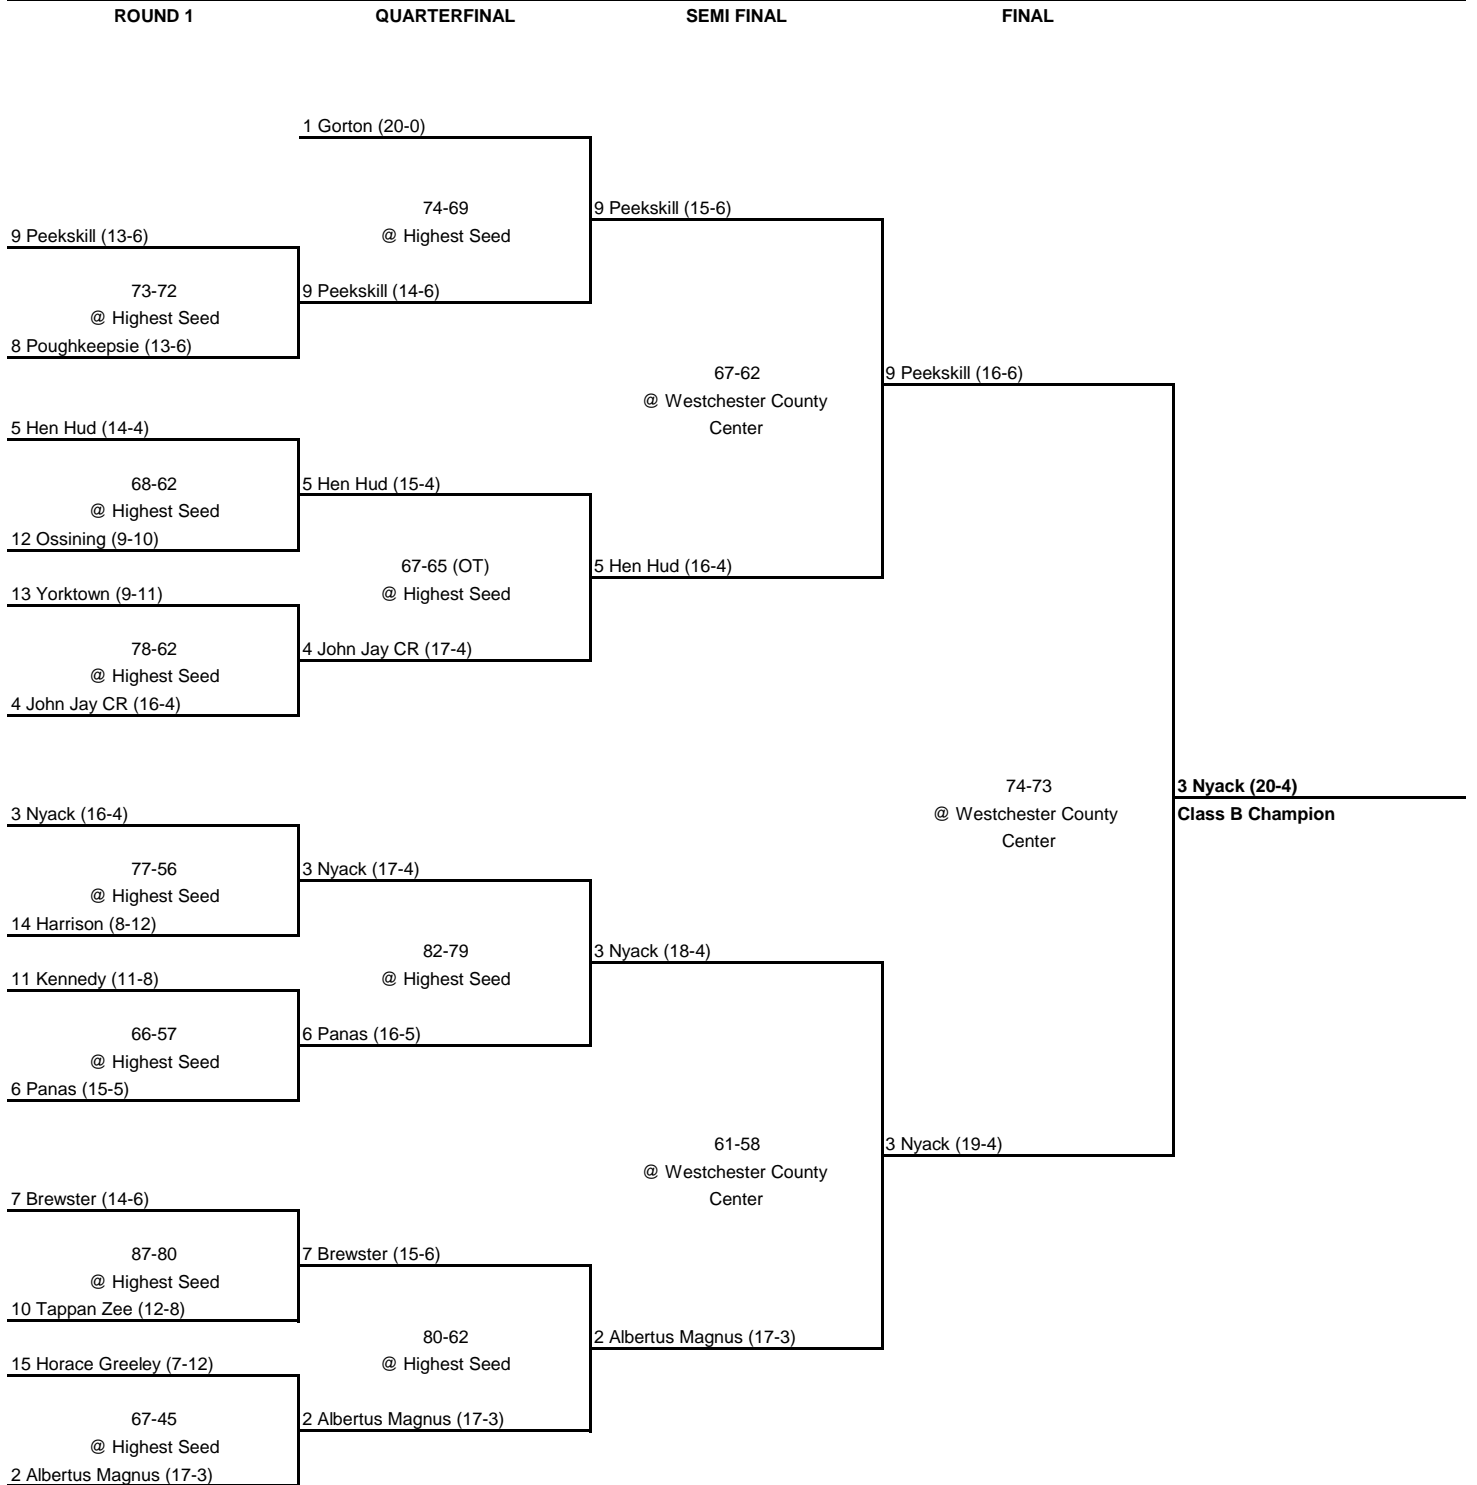 ROUND 1 QUARTERFINAL SEMI FINAL FINAL
1 Gorton (20-0)
74-69 9 Peekskill (15-6)
9 Peekskill (13-6) @ Highest Seed
73-72 9 Peekskill (14-6)
@ Highest Seed
8 Poughkeepsie (13-6)
67-62 9 Peekskill (16-6)
@ Westchester County
5 Hen Hud (14-4) Center
68-62 5 Hen Hud (15-4)
@ Highest Seed
12 Ossining (9-10)
67-65 (OT) 5 Hen Hud (16-4)
13 Yorktown (9-11) @ Highest Seed
78-62 4 John Jay CR (17-4)
@ Highest Seed
4 John Jay CR (16-4)
74-73 3 Nyack (20-4)
3 Nyack (16-4) @ Westchester County Class B Champion
Center
77-56 3 Nyack (17-4)
@ Highest Seed
14 Harrison (8-12)
82-79 3 Nyack (18-4)
11 Kennedy (11-8) @ Highest Seed
66-57 6 Panas (16-5)
@ Highest Seed
6 Panas (15-5)
61-58 3 Nyack (19-4)
@ Westchester County
7 Brewster (14-6) Center
87-80 7 Brewster (15-6)
@ Highest Seed
10 Tappan Zee (12-8)
80-62 2 Albertus Magnus (17-3)
15 Horace Greeley (7-12) @ Highest Seed
67-45 2 Albertus Magnus (17-3)
@ Highest Seed
2 Albertus Magnus (17-3)